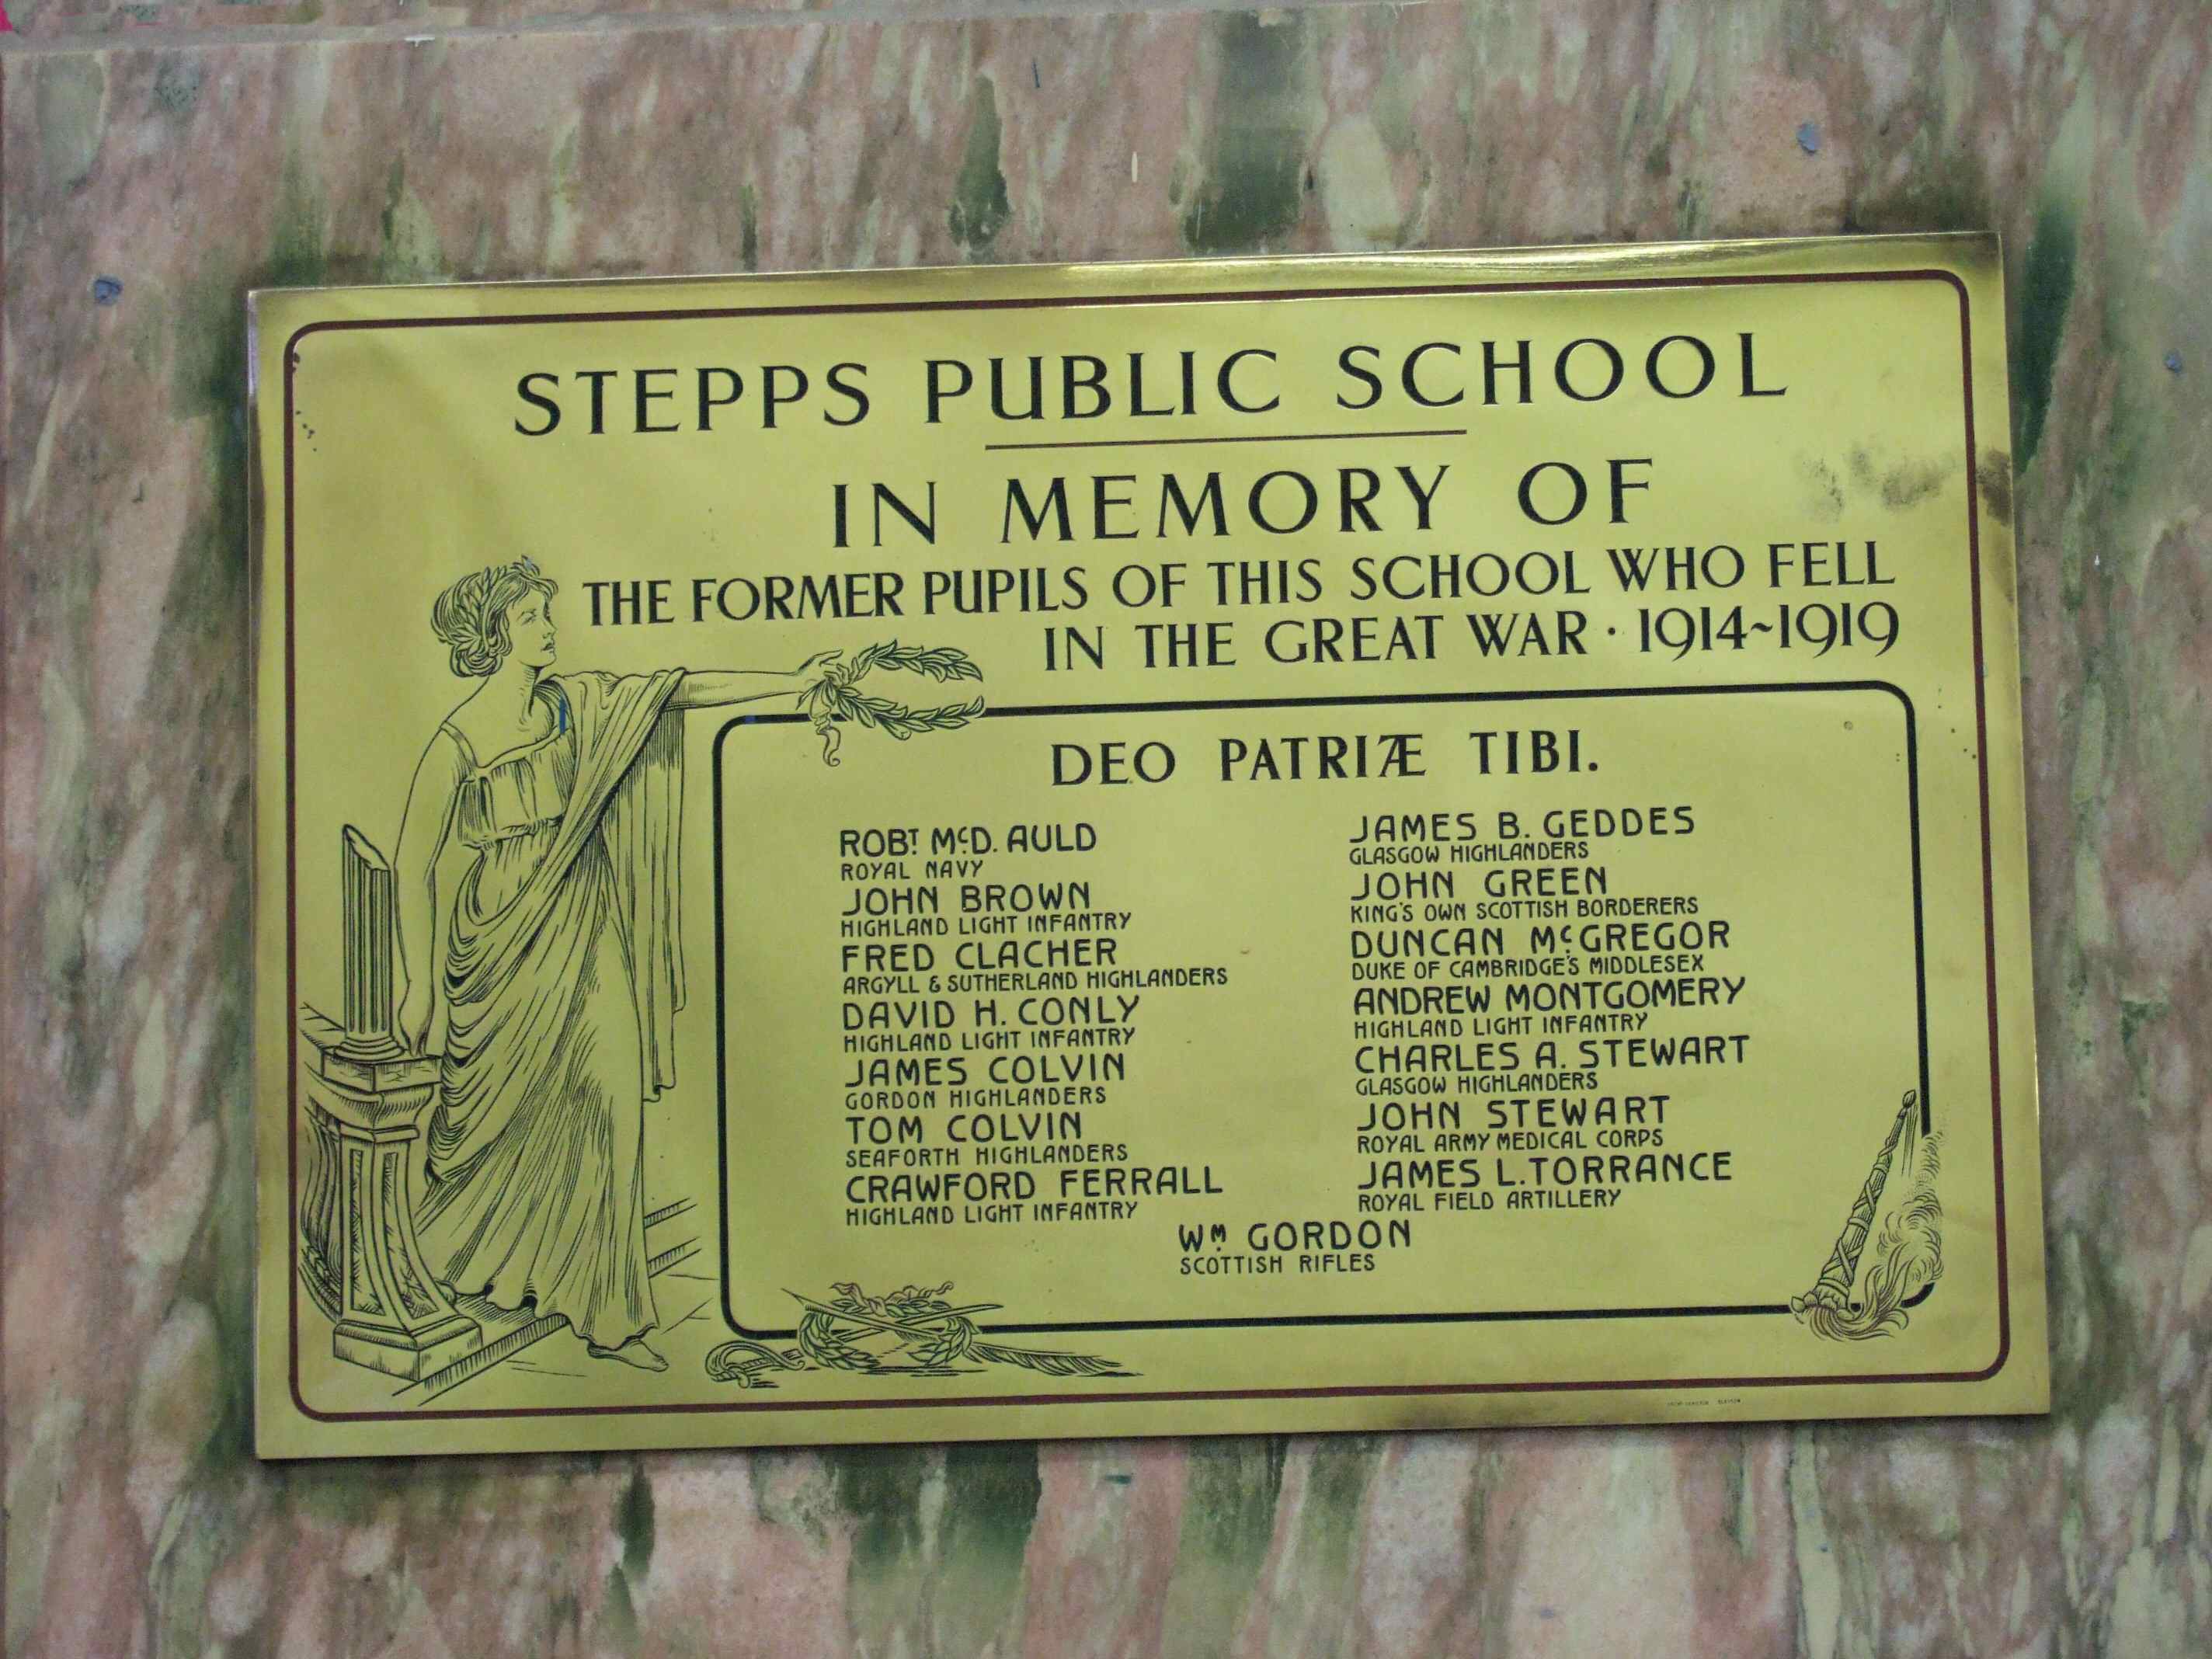 STEPPS PUBLIC SCHOOL
IN MEMORY OF
THE FORMER PUPILS OF THIS SCHOOL WHO FELL
IN THE GREAT WAR · 1914~1919
DEO PATRIÆ TIBI.
ROBT. McD. AULD
ROYAL NAVY
JOHN BROWN
HIGHLAND LIGHT INFANTRY
FRED CLACHER
ARGYLL & SUTHERLAND HIGHLANDERS
DAVID H. CONLY
HIGHLAND LIGHT INFANTRY
JAMES COLVIN
GORDON HIGHLANDERS
TOM COLVIN
SEAFORTH HIGHLANDERS
CRAWFORD FERRALL
HIGHLAND LIGHT INFANTRY
JAMES B. GEDDES
GLASGOW HIGHLANDERS
JOHN GREEN
KING'S OWN SCOTTISH BORDERERS
DUNCAN McGREGOR
DUKE OF CAMBRIDGE'S MIDDLESEX
ANDREW MONTGOMERY
HIGHLAND LIGHT INFANTRY
CHARLES A. STEWART
GLASGOW HIGHLANDERS
JOHN STEWART
ROYAL ARMY MEDICAL CORPS
JAMES L. TORRANCE
ROYAL FIELD ARTILLERY
WM. GORDON
SCOTTISH RIFLES